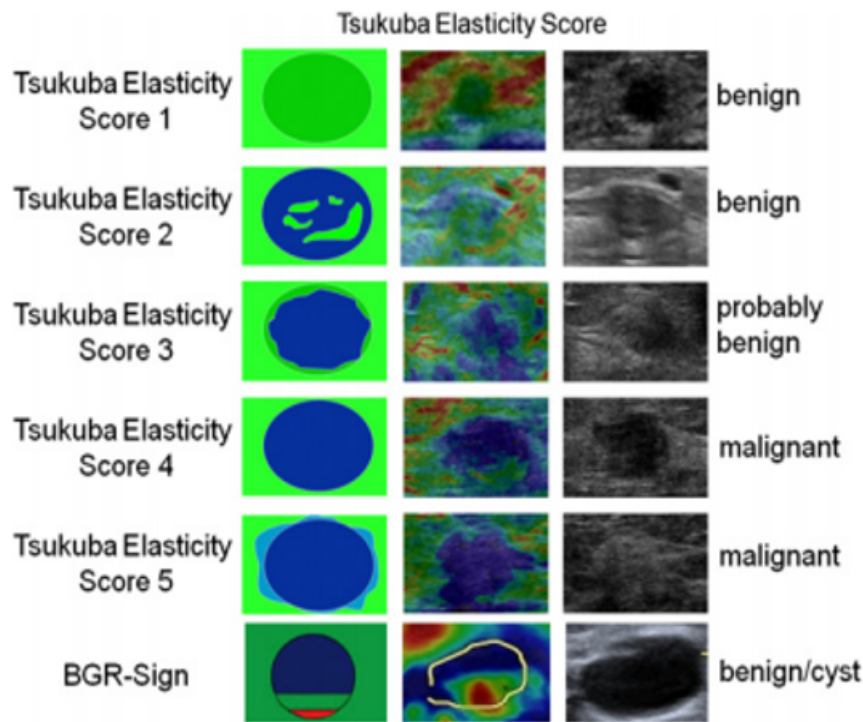 Tsukuba Elasticity Score
Tsukuba Elasticity
Score 1
benign
Tsukuba Elasticity
Score 2
benign
Tsukuba Elasticity
Score 3
probably
benign
Tsukuba Elasticity
Score 4
malignant
Tsukuba Elasticity
Score 5
malignant
BGR-Sign
benign/cyst